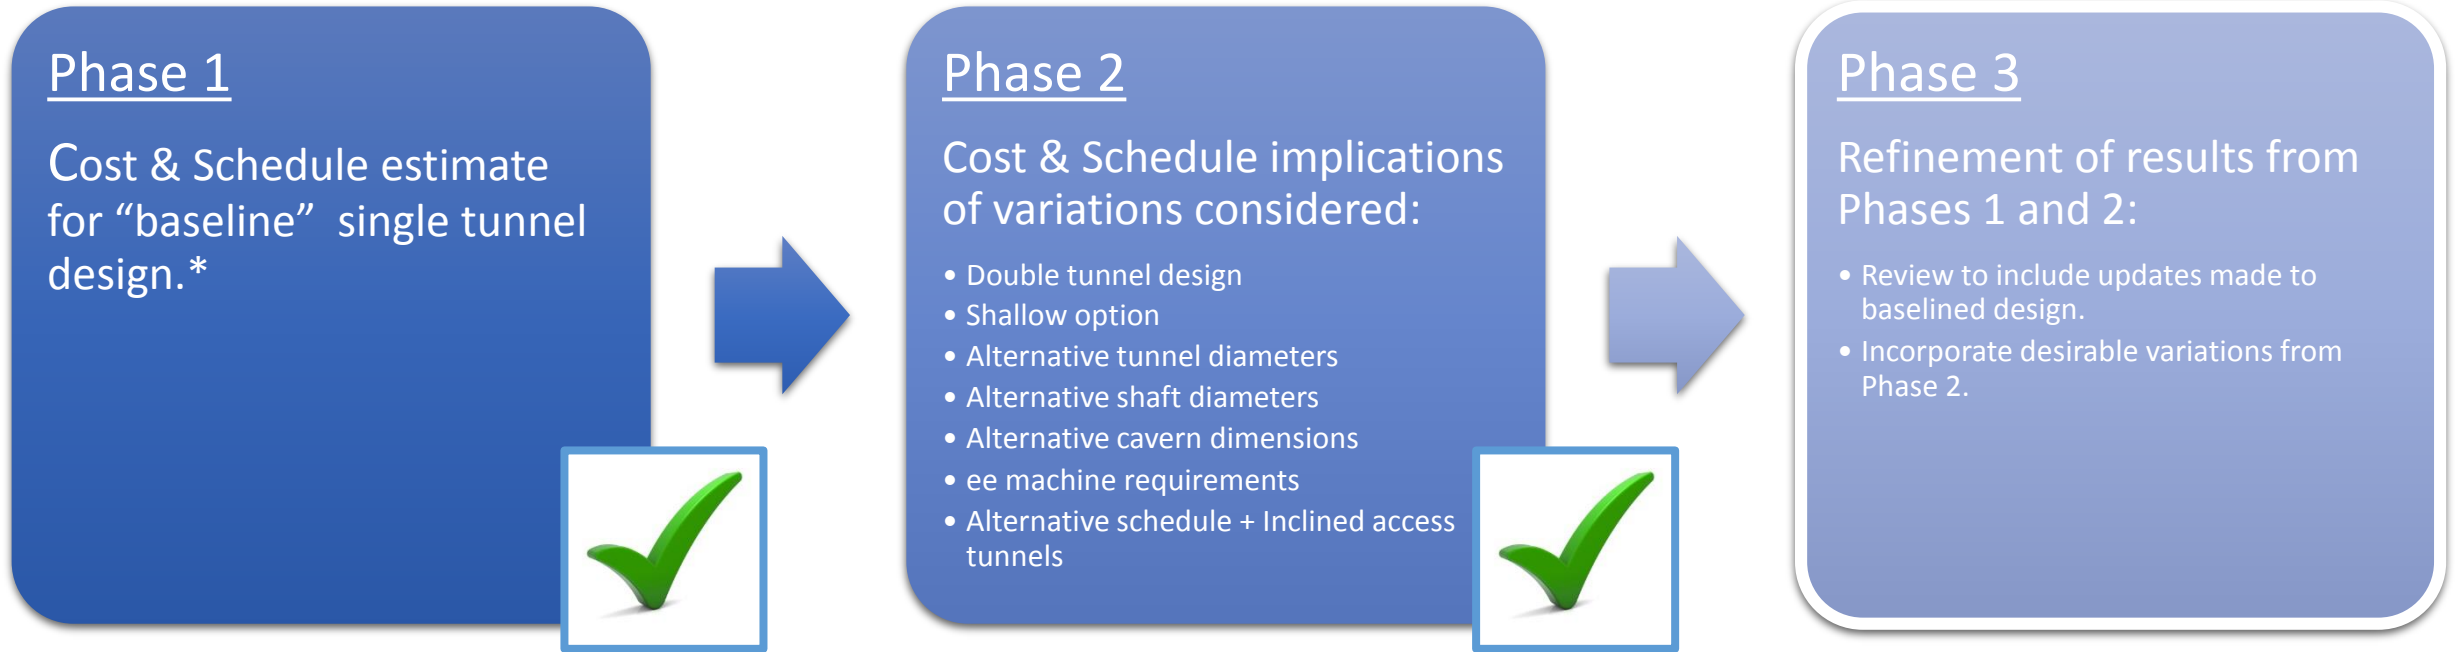 Phase 1
Cost & Schedule estimate
for “baseline”  single tunnel
design.*
Phase 2
Cost & Schedule implications
of variations considered:
• Double tunnel design
• Shallow option
• Alternative tunnel diameters
• Alternative shaft diameters
• Alternative cavern dimensions
• ee machine requirements
• Alternative schedule + Inclined access
tunnels
Phase 3
Refinement of results from
Phases 1 and 2:
• Review to include updates made to
baselined design.
• Incorporate desirable variations from
Phase 2.